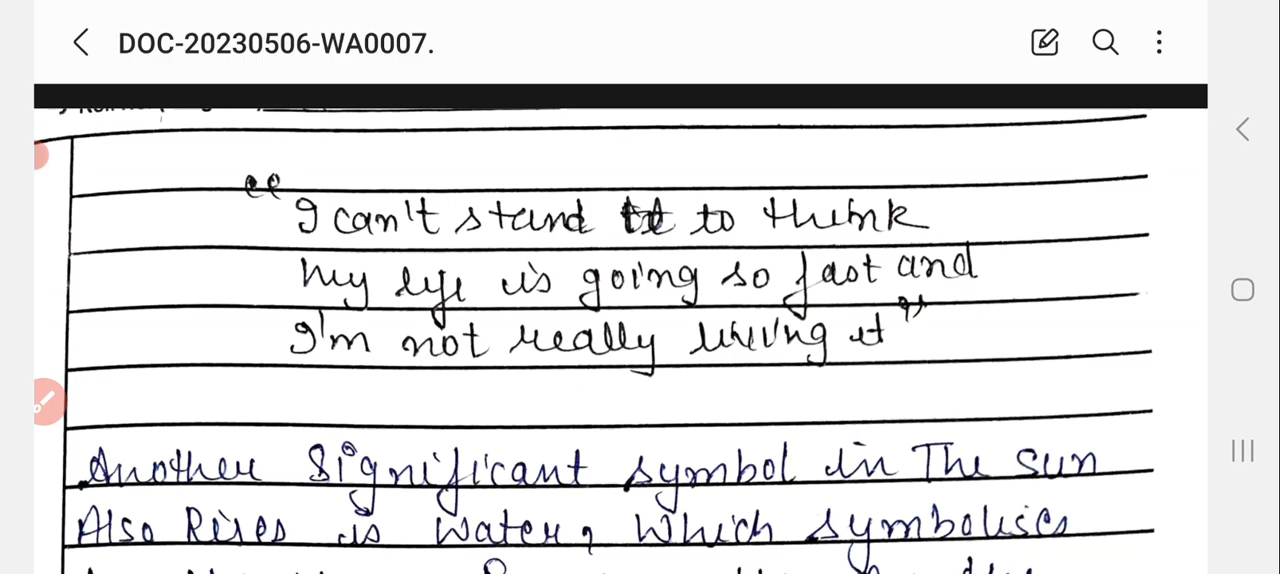 DOC-20230506-WA0007.
"I can't stand to think
my life is going so fast and
I'm not really living it"
Another significant symbol in The Sun
Also Rises is water, which symbolises